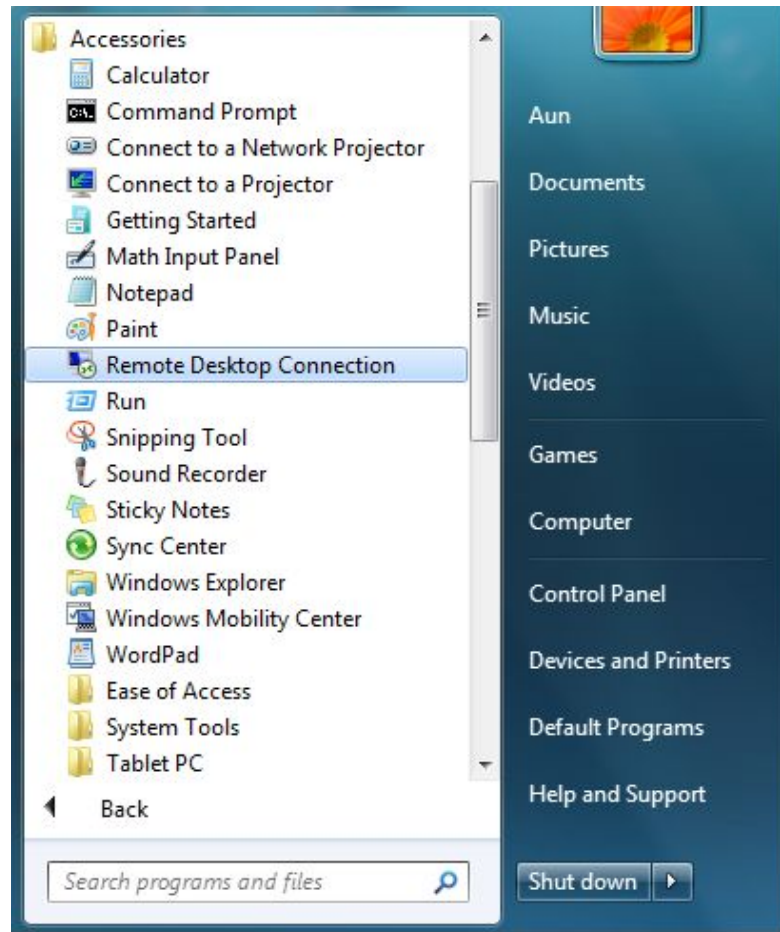 Accessories
Calculator
Command Prompt
Connect to a Network Projector
Connect to a Projector
Getting Started
Math Input Panel
Notepad
Paint
Remote Desktop Connection
Run
Snipping Tool
Sound Recorder
Sticky Notes
Sync Center
Windows Explorer
Windows Mobility Center
WordPad
Ease of Access
System Tools
Tablet PC
Back
Search programs and files
Aun
Documents
Pictures
Music
Videos
Games
Computer
Control Panel
Devices and Printers
Default Programs
Help and Support
Shut down